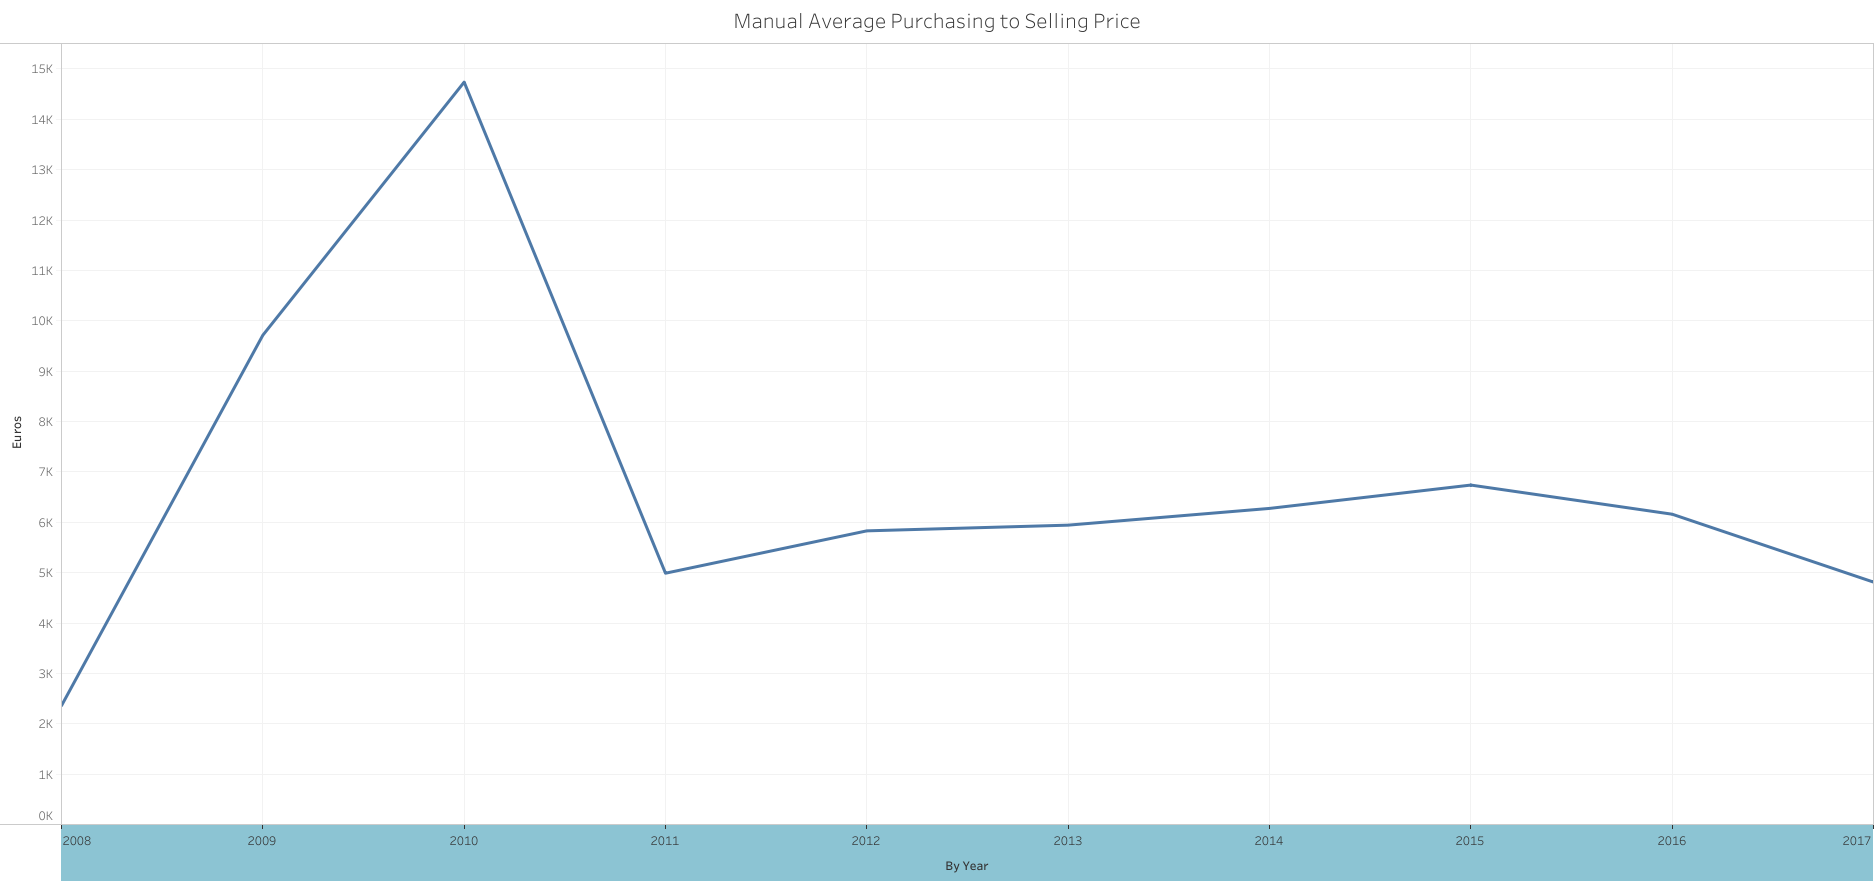 Manual Average Purchasing to Selling Price
15K
14K
13K
12K
11K
10K
9K
8K
7K
6K
5K
4K
3K
2K
1K
0K
Euros
2008 2009 2010 2011 2012 2013 2014 2015 2016 2017
By Year